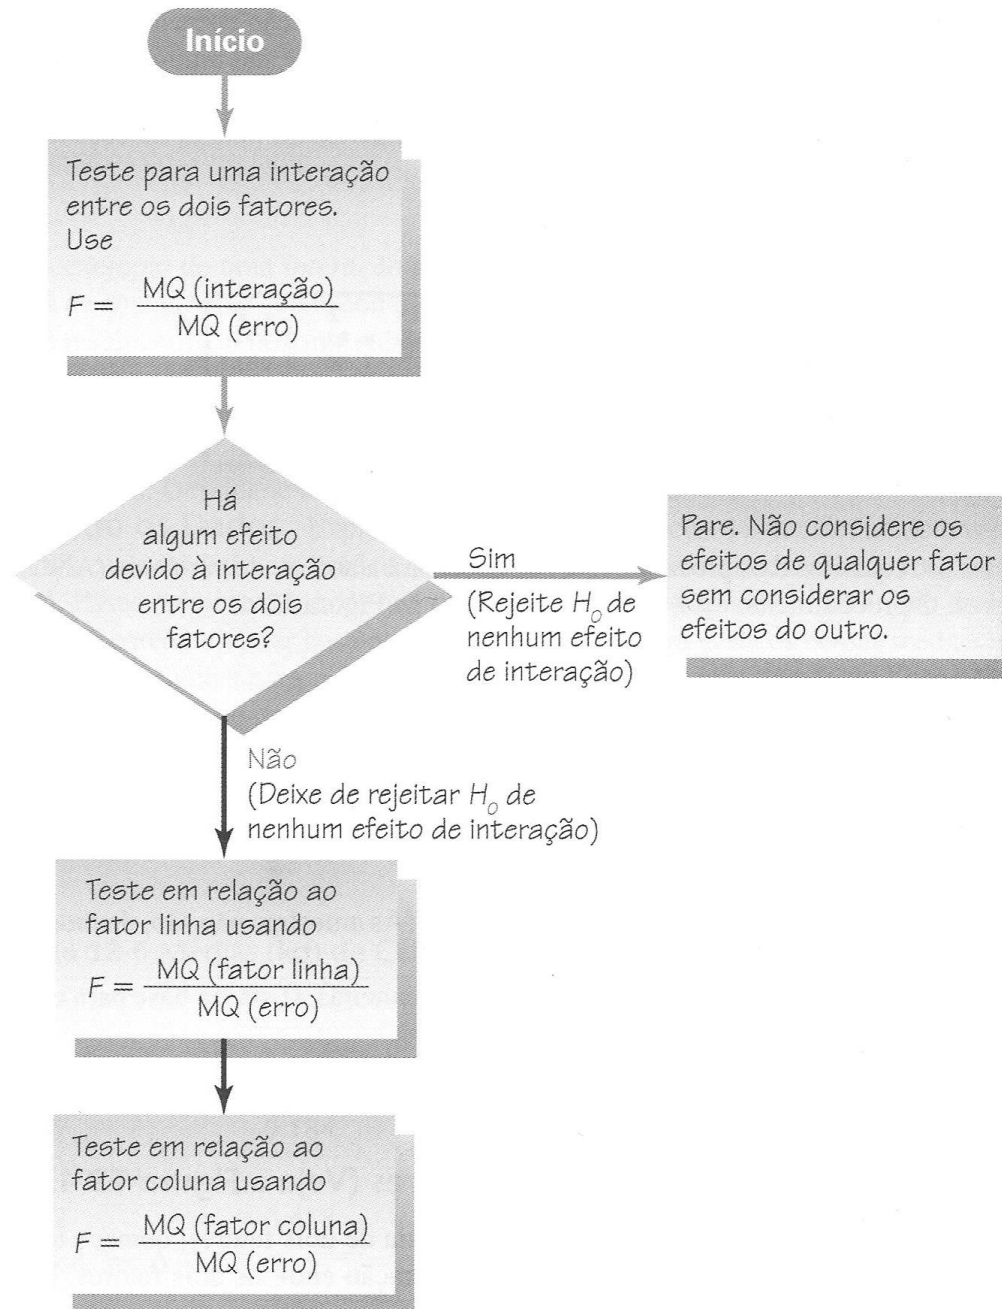 Início
Teste para uma interação
entre os dois fatores.
Use
F = MQ (interação)
MQ (erro)
Há
algum efeito
devido à interação
entre os dois
fatores?
Sim
(Rejeite H₀ de
nenhum efeito
de interação)
Pare. Não considere os
efeitos de qualquer fator
sem considerar os
efeitos do outro.
Não
(Deixe de rejeitar H₀ de
nenhum efeito de interação)
Teste em relação ao
fator linha usando
F = MQ (fator linha)
MQ (erro)
Teste em relação ao
fator coluna usando
F = MQ (fator coluna)
MQ (erro)